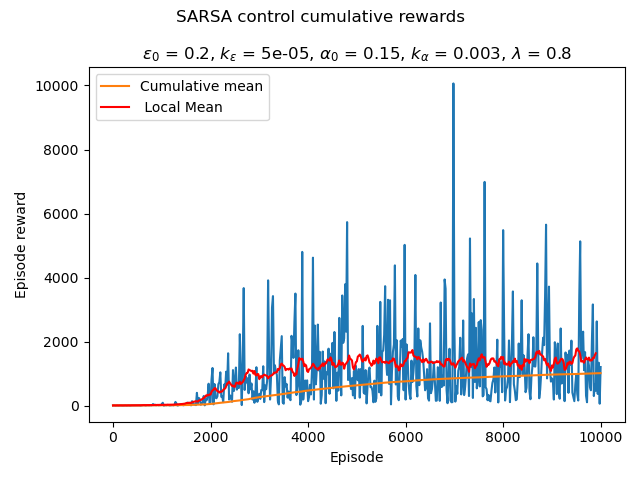 SARSA control cumulative rewards
ε₀ = 0.2, kε = 5e-05, α₀ = 0.15, kα = 0.003, λ = 0.8
Cumulative mean
Local Mean
10000
8000
6000
4000
2000
0
Episode reward
0 2000 4000 6000 8000 10000
Episode